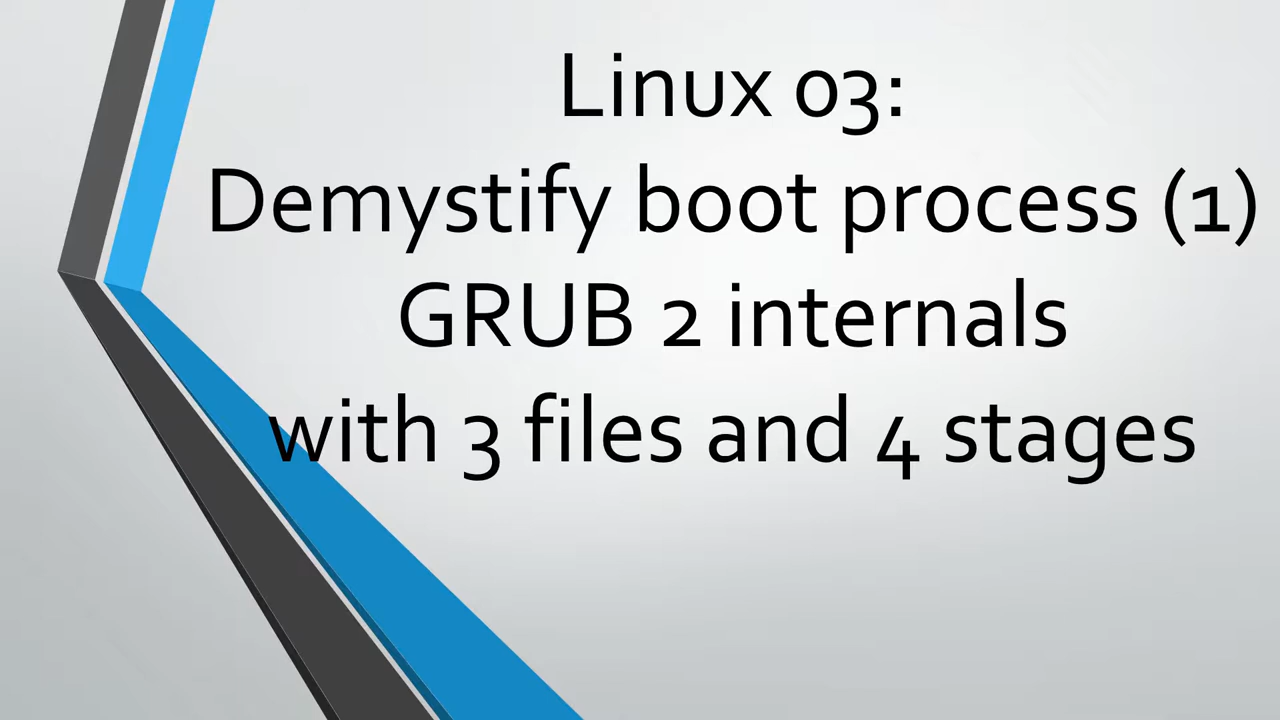 Linux 03:
Demystify boot process (1)
GRUB 2 internals
with 3 files and 4 stages